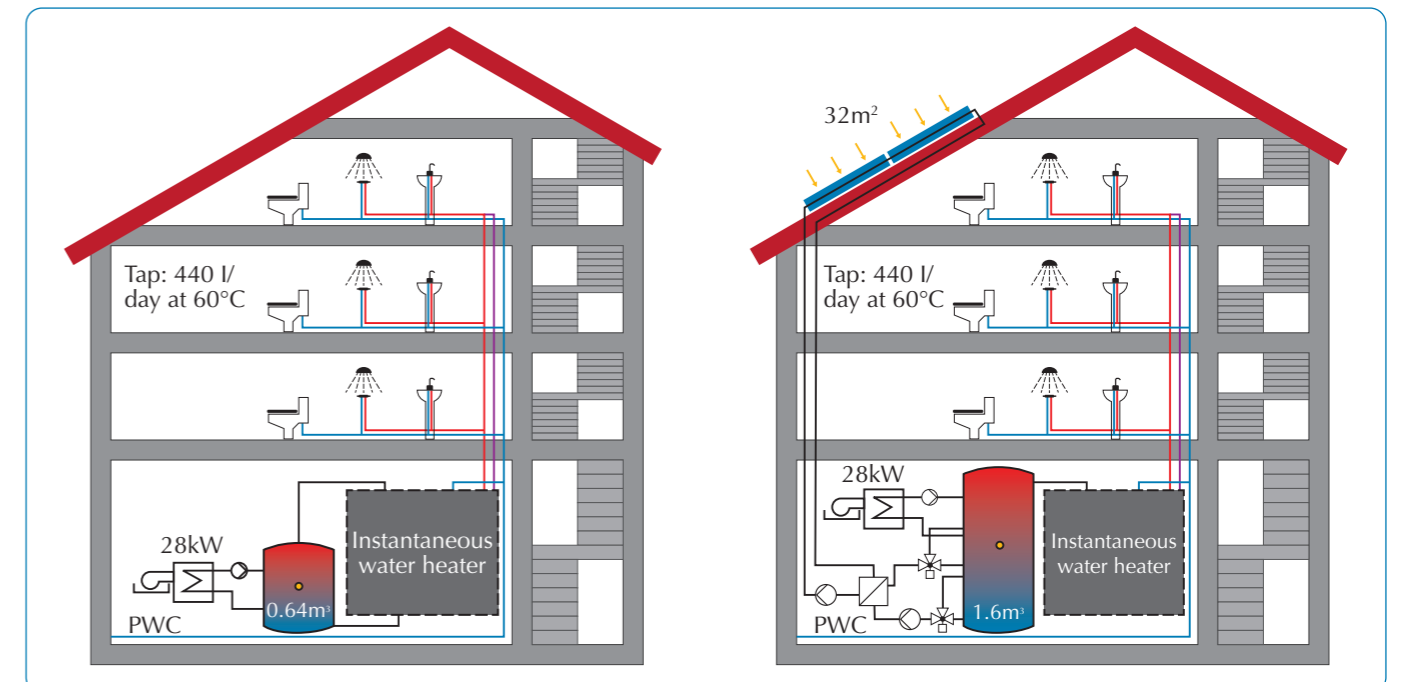 32m²
Tap: 440 l/
day at 60°C
Tap: 440 l/
day at 60°C
28kW
Instantaneous
water heater
0.64m³
PWC
28kW
Instantaneous
water heater
1.6m³
PWC